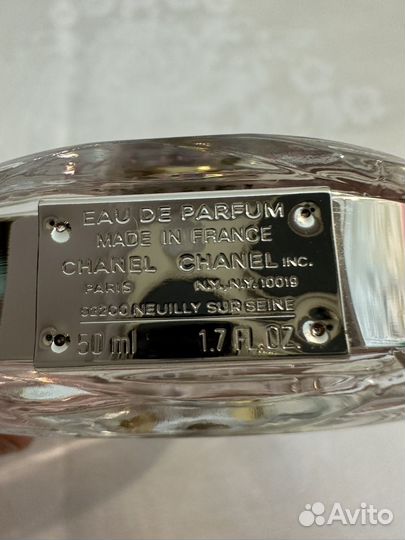 EAU DE PARFUM
MADE IN FRANCE
CHANEL CHANEL INC.
PARIS N.Y., N.Y. 10019
92200 NEUILLY SUR SEINE
50 ml 1.7 FL.OZ
Avito